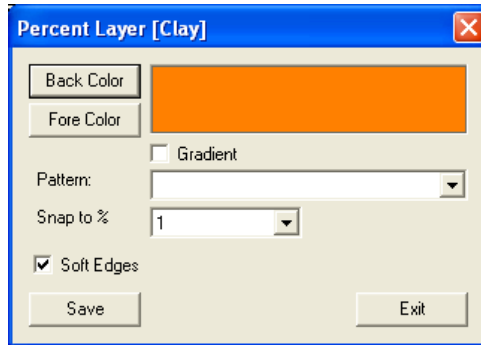 Percent Layer [Clay]
Back Color
Fore Color
Gradient
Pattern:
Snap to % 1
Soft Edges
Save Exit